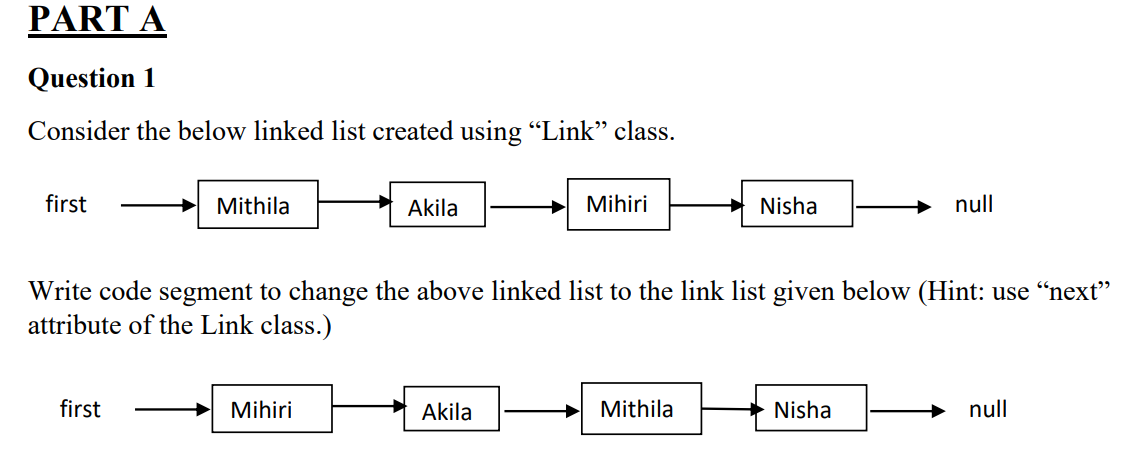 PART A
Question 1
Consider the below linked list created using “Link” class.
first Mithila Akila Mihiri Nisha null
Write code segment to change the above linked list to the link list given below (Hint: use “next”
attribute of the Link class.)
first Mihiri Akila Mithila Nisha null